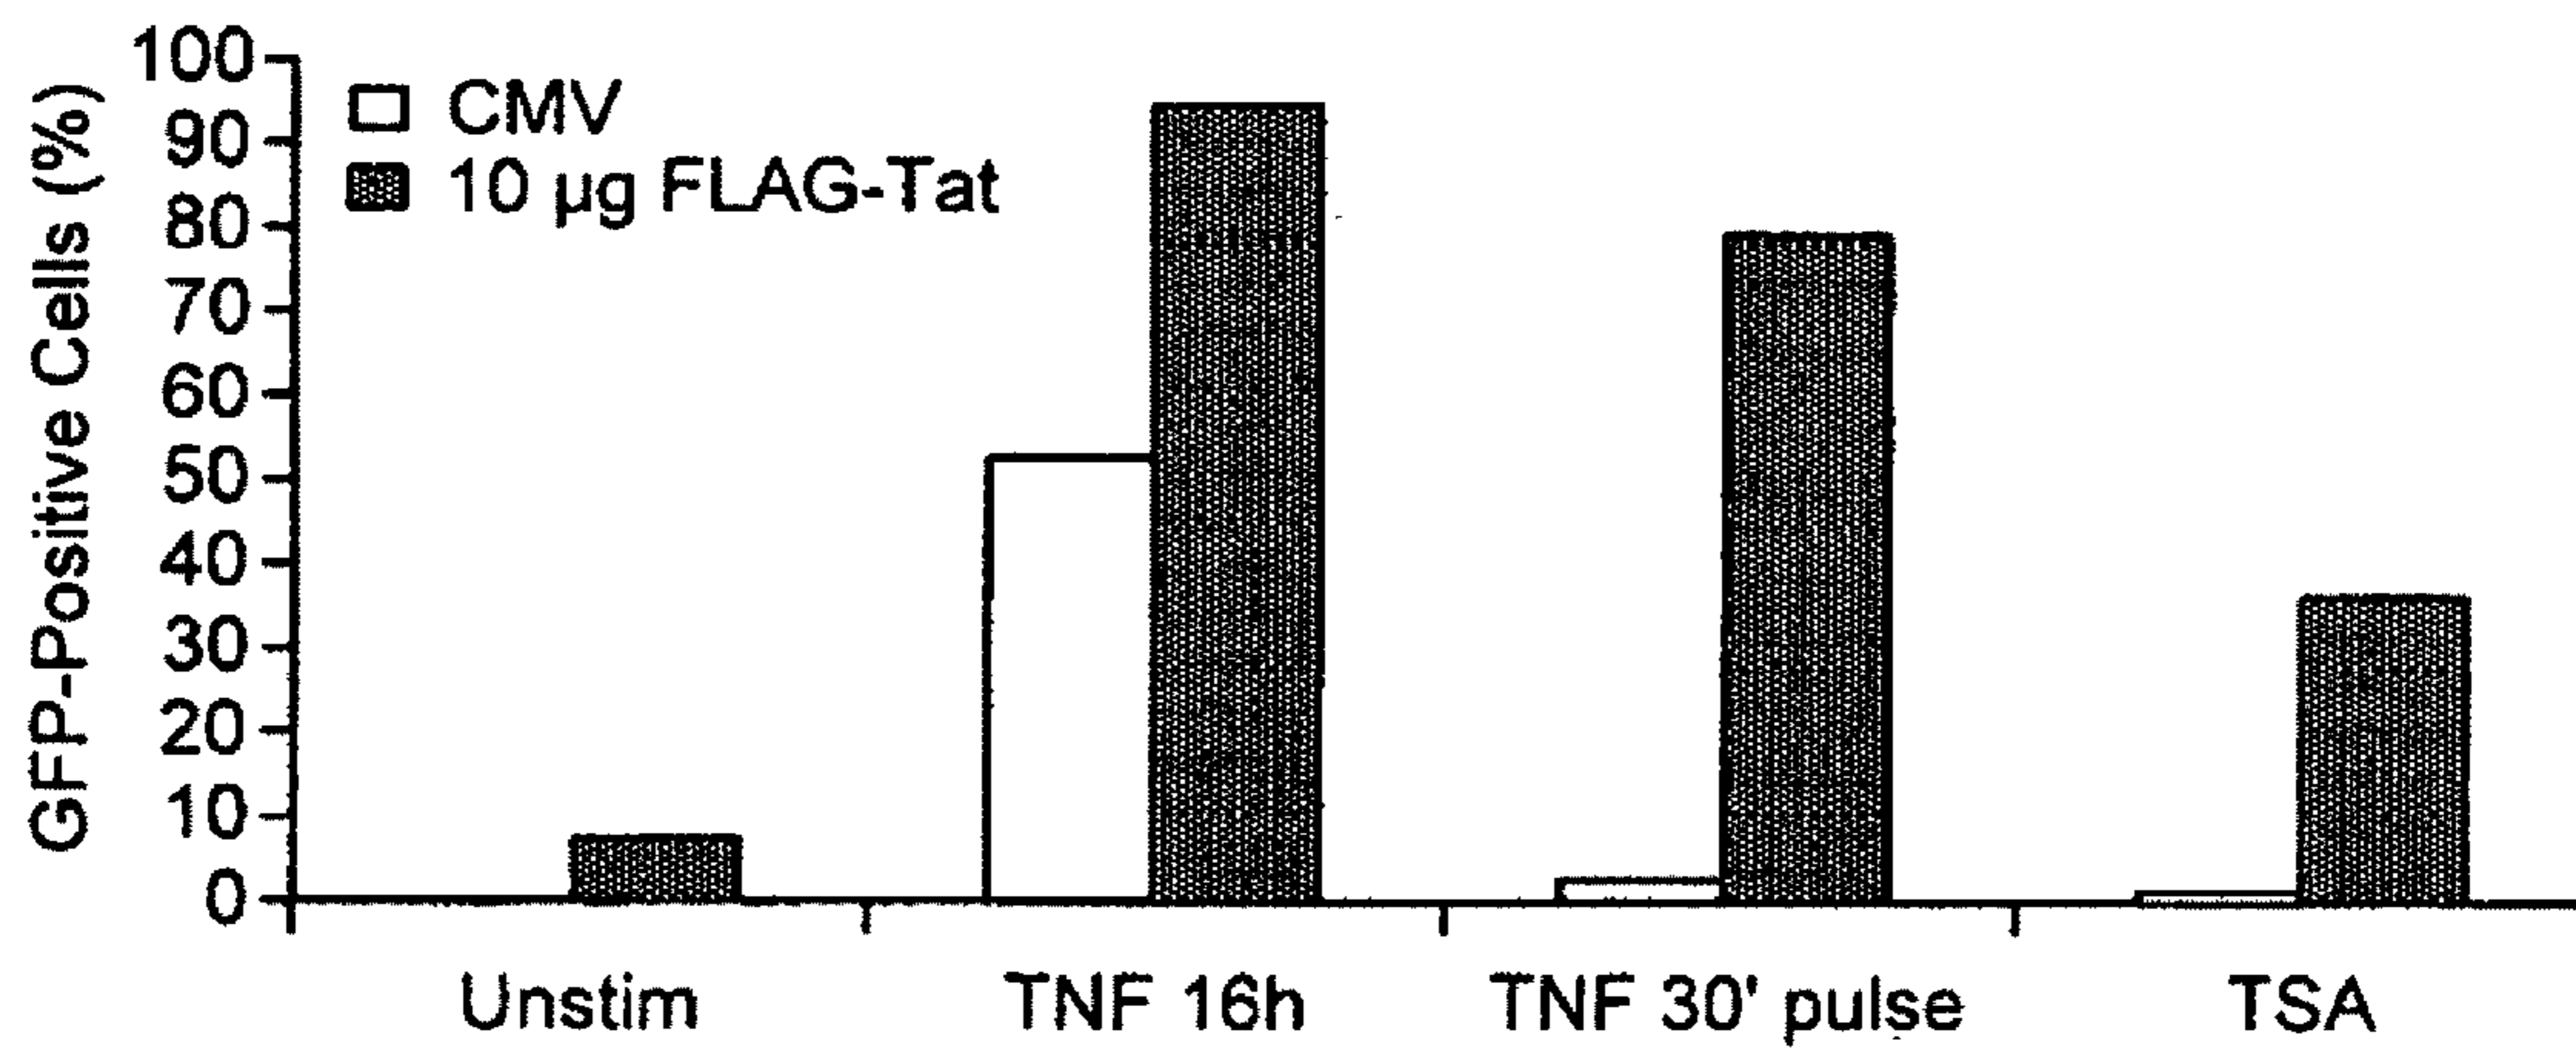 GFP-Positive Cells (%)
100
90
80
70
60
50
40
30
20
10
0
CMV
10 µg FLAG-Tat
Unstim
TNF 16h
TNF 30' pulse
TSA